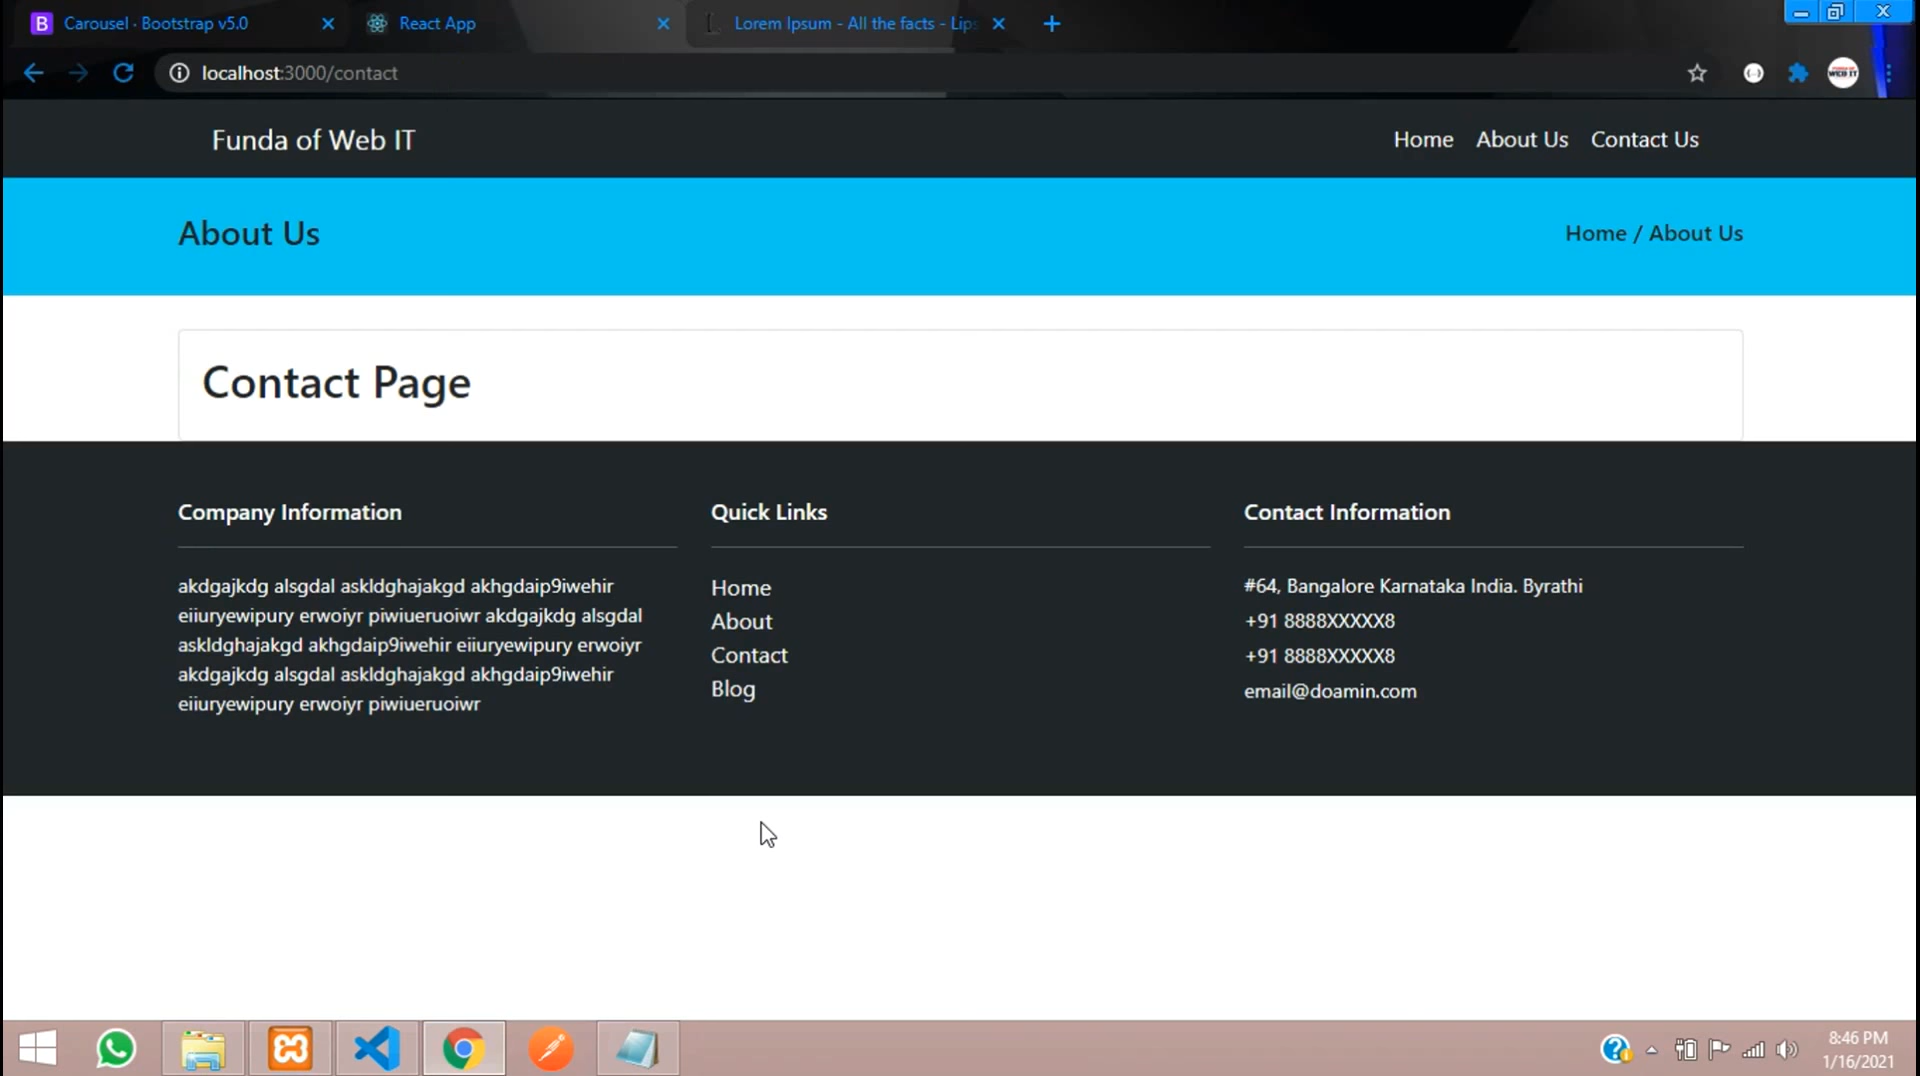 Carousel · Bootstrap v5.0
React App
Lorem Ipsum - All the facts - Lips
localhost:3000/contact
WEB IT
Funda of Web IT
Home
About Us
Contact Us
About Us
Home / About Us
Contact Page
Company Information
akdgajkdg alsgdal askldghajakgd akhgdaip9iwehir
eiiuryewipury erwoiyr piwiueruoiwr akdgajkdg alsgdal
askldghajakgd akhgdaip9iwehir eiiuryewipury erwoiyr
akdgajkdg alsgdal askldghajakgd akhgdaip9iwehir
eiiuryewipury erwoiyr piwiueruoiwr
Quick Links
Home
About
Contact
Blog
Contact Information
#64, Bangalore Karnataka India. Byrathi
+91 8888XXXXX8
+91 8888XXXXX8
email@doamin.com
8:46 PM
1/16/2021